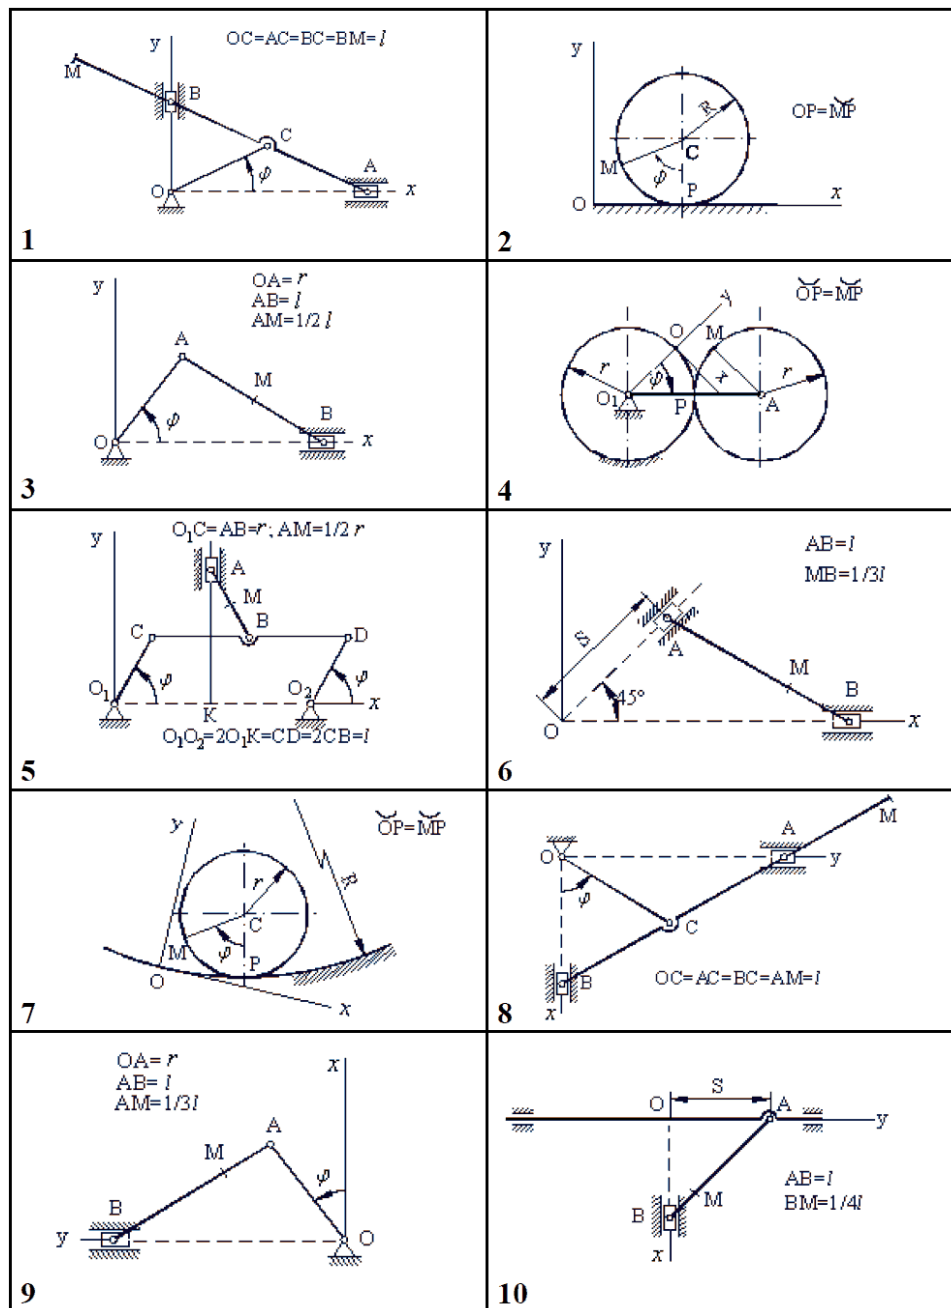 y
OC=AC=BC=BM=l
M
B
C
A
φ
O
x
1
y
OP=MP
R
C
M
φ
P
O
x
2
OA= r
AB= l
AM=1/2 l
y
A
M
B
φ
O
x
3
OP=MP
y
O
M
r
φ
x
r
O₁
P
A
4
O₁C=AB=r; AM=1/2 r
y
A
M
C
B
D
φ
φ
O₁
O₂
K
x
O₁O₂=2O₁K=CD=2CB=l
5
AB=l
MB=1/3l
y
S
A
M
45°
B
O
x
6
OP=MP
y
r
R
C
M
φ
O
P
x
7
M
A
O
y
φ
C
B
OC=AC=BC=AM=l
x
8
OA= r
AB= l
AM=1/3l
x
A
M
φ
B
y
O
9
S
O
A
y
AB=l
BM=1/4l
M
B
x
10